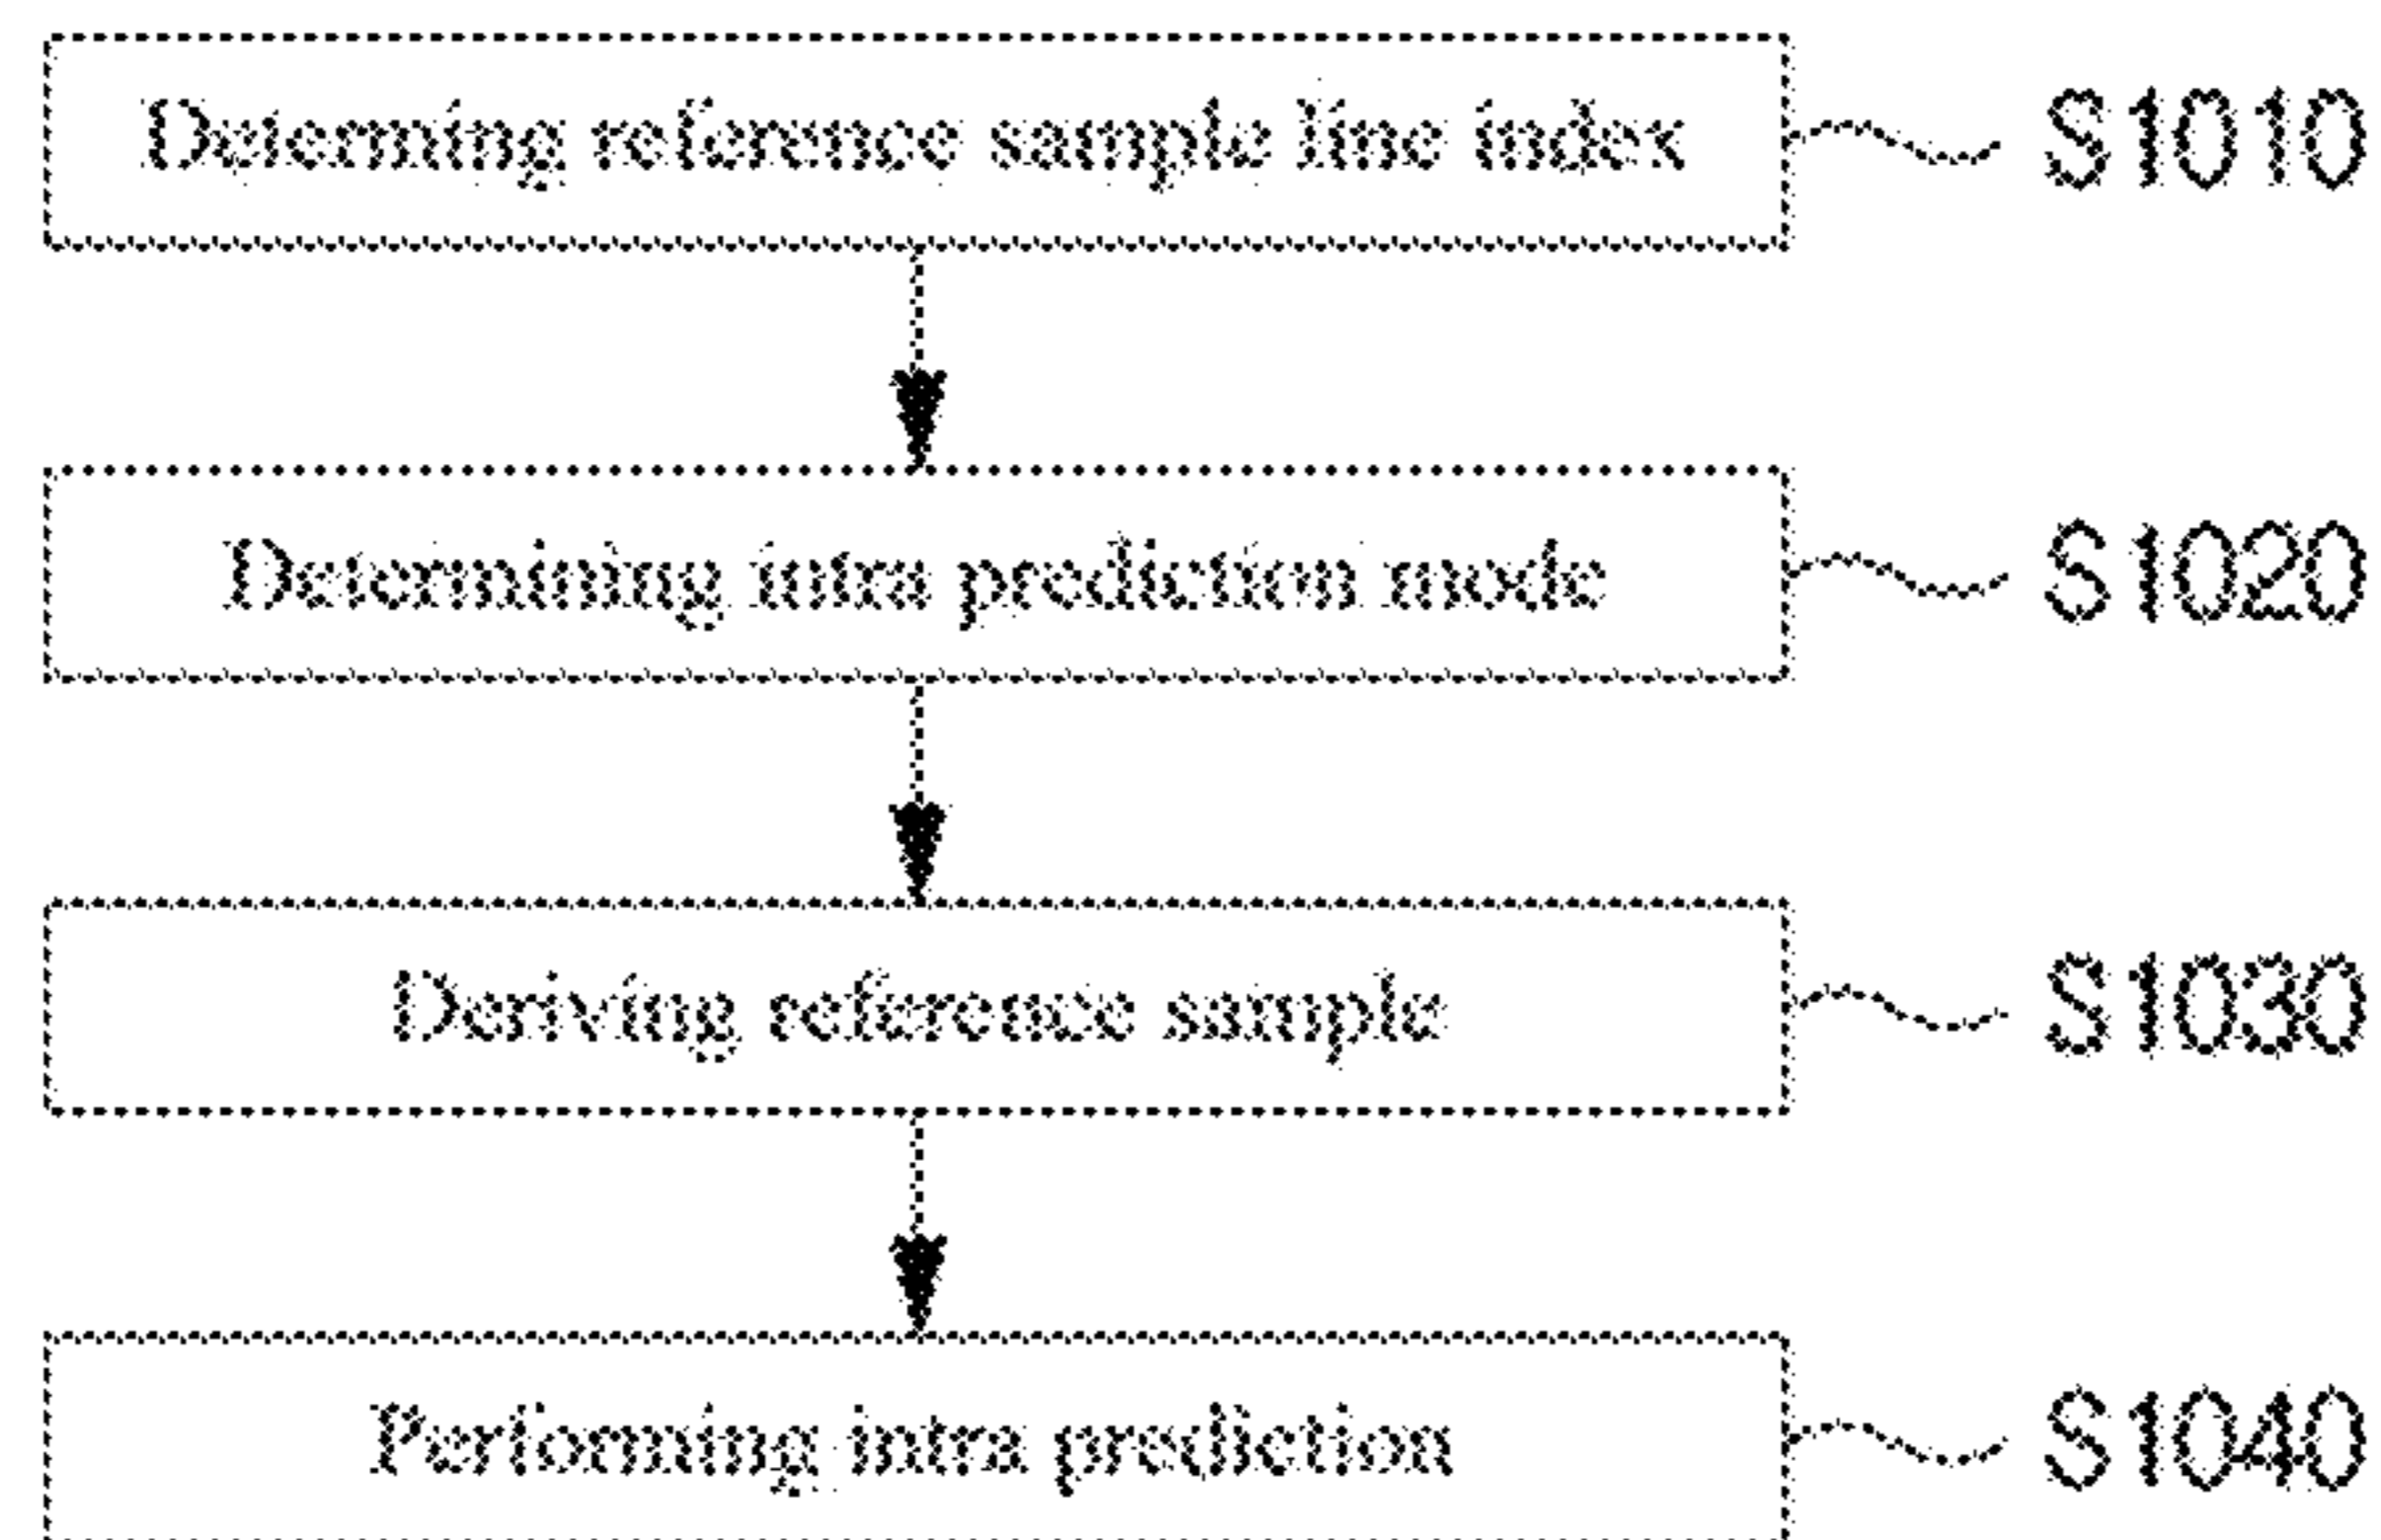 Determing reference sample line index S1010
Determining intra prediction mode S1020
Deriving reference sample S1030
Performing intra prediction S1040